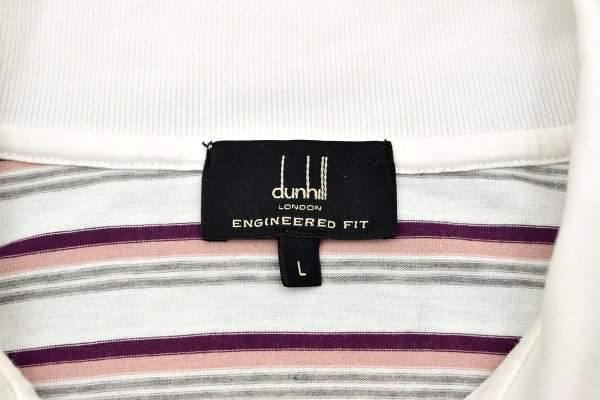 dunhill
LONDON
ENGINEERED FIT
L